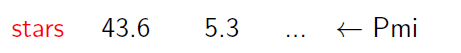 stars 43.6 5.3 ... ← Pmi